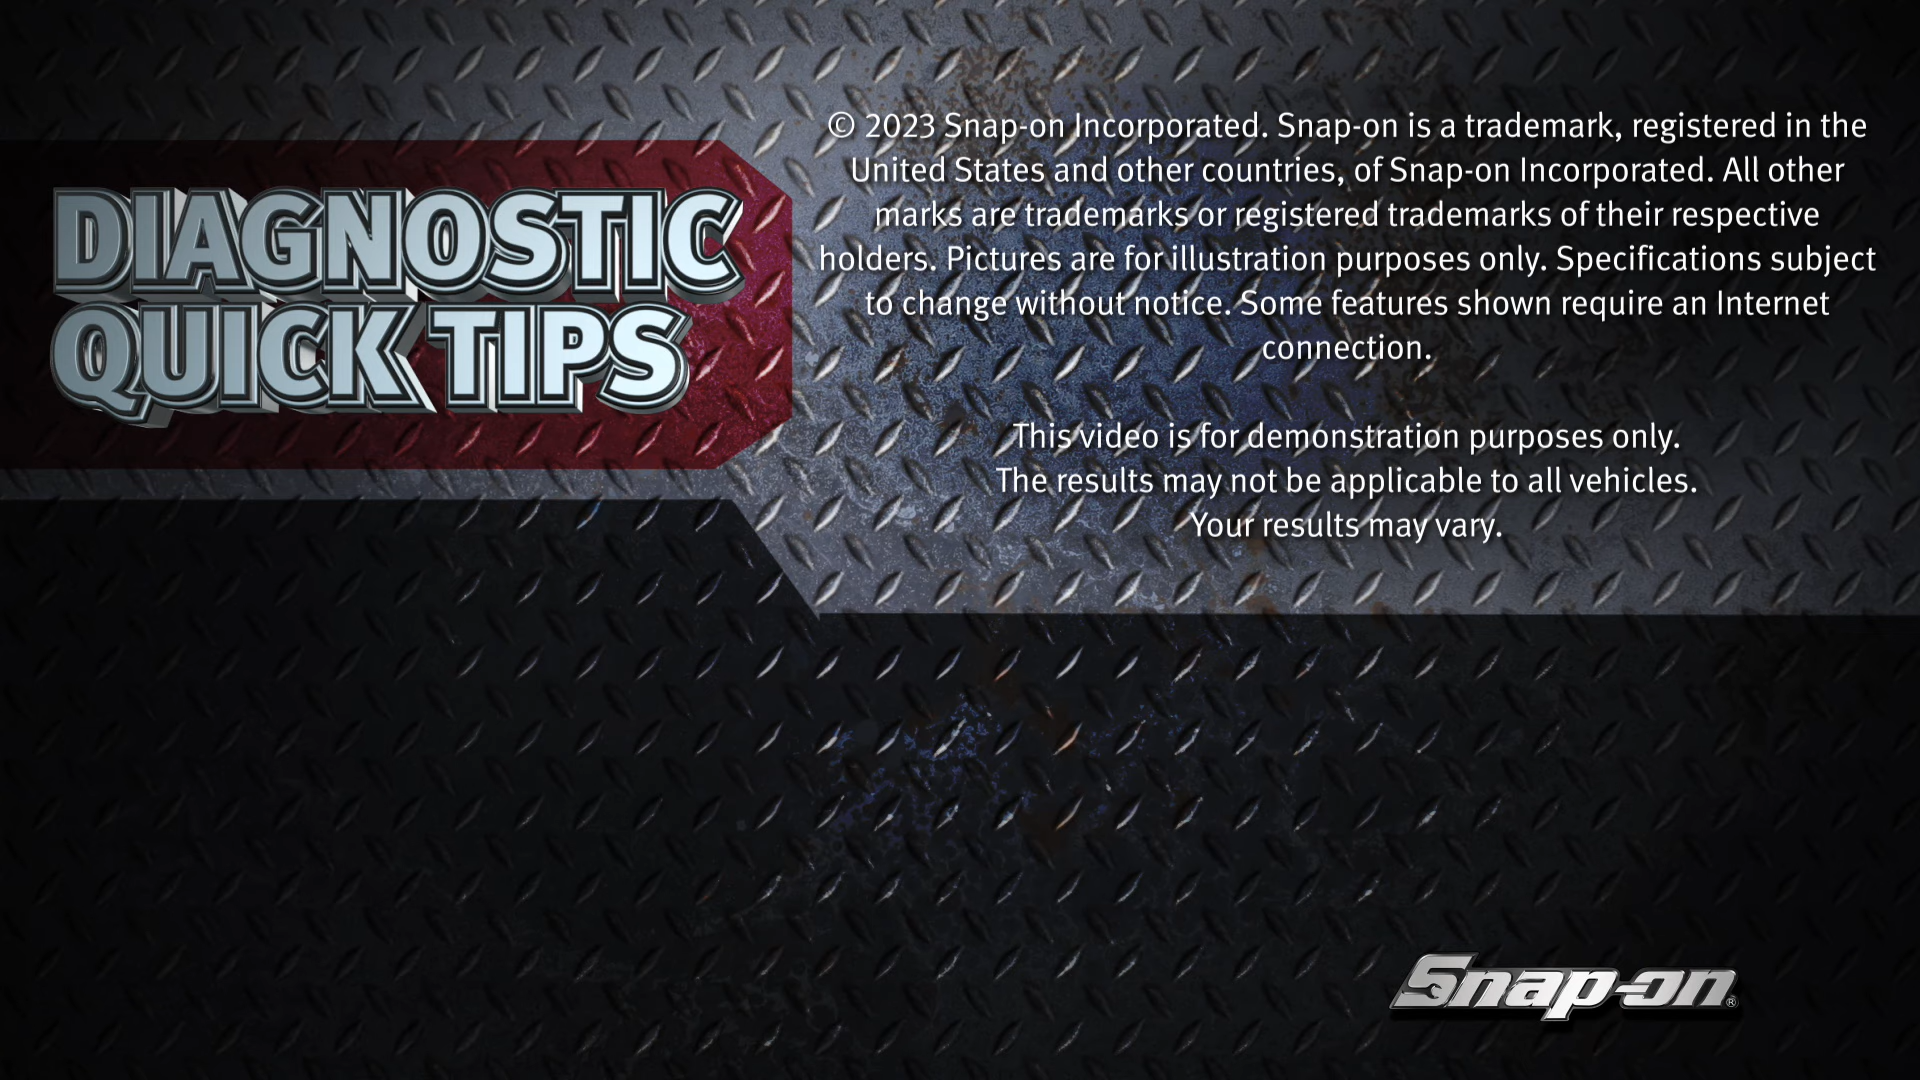 DIAGNOSTIC
QUICK TIPS
© 2023 Snap-on Incorporated. Snap-on is a trademark, registered in the
United States and other countries, of Snap-on Incorporated. All other
marks are trademarks or registered trademarks of their respective
holders. Pictures are for illustration purposes only. Specifications subject
to change without notice. Some features shown require an Internet
connection.
This video is for demonstration purposes only.
The results may not be applicable to all vehicles.
Your results may vary.
Snap-on®